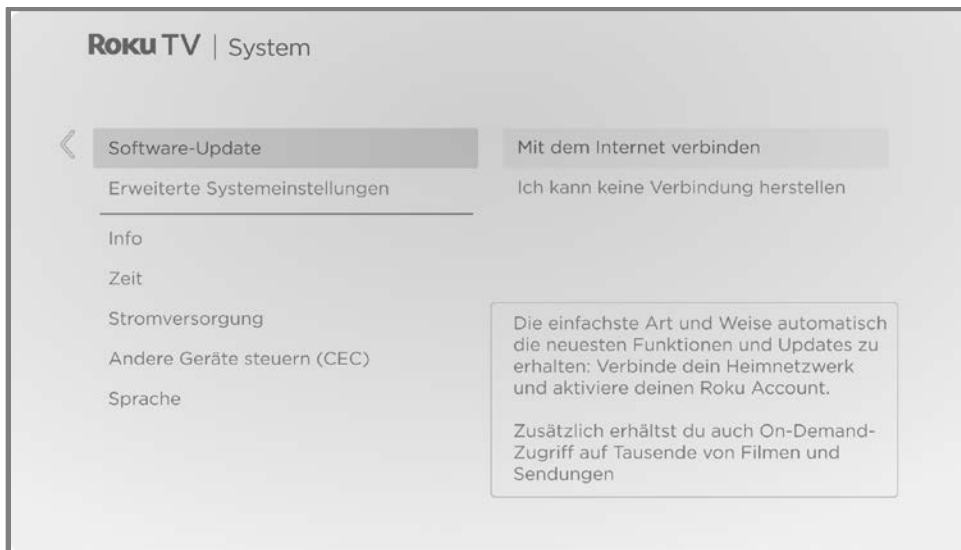 Roku TV | System
Software-Update
Erweiterte Systemeinstellungen
Info
Zeit
Stromversorgung
Andere Geräte steuern (CEC)
Sprache
Mit dem Internet verbinden
Ich kann keine Verbindung herstellen
Die einfachste Art und Weise automatisch
die neuesten Funktionen und Updates zu
erhalten: Verbinde dein Heimnetzwerk
und aktiviere deinen Roku Account.
Zusätzlich erhältst du auch On-Demand-
Zugriff auf Tausende von Filmen und
Sendungen